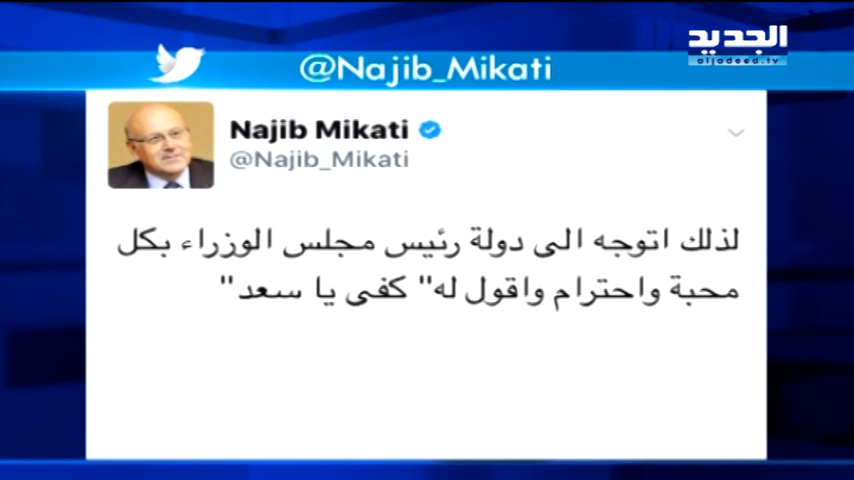 الجديد
aljadeed.tv
@Najib_Mikati
Najib Mikati
@Najib_Mikati
لذلك اتوجه الى دولة رئيس مجلس الوزراء بكل
محبة واحترام واقول له" كفى يا سعد"